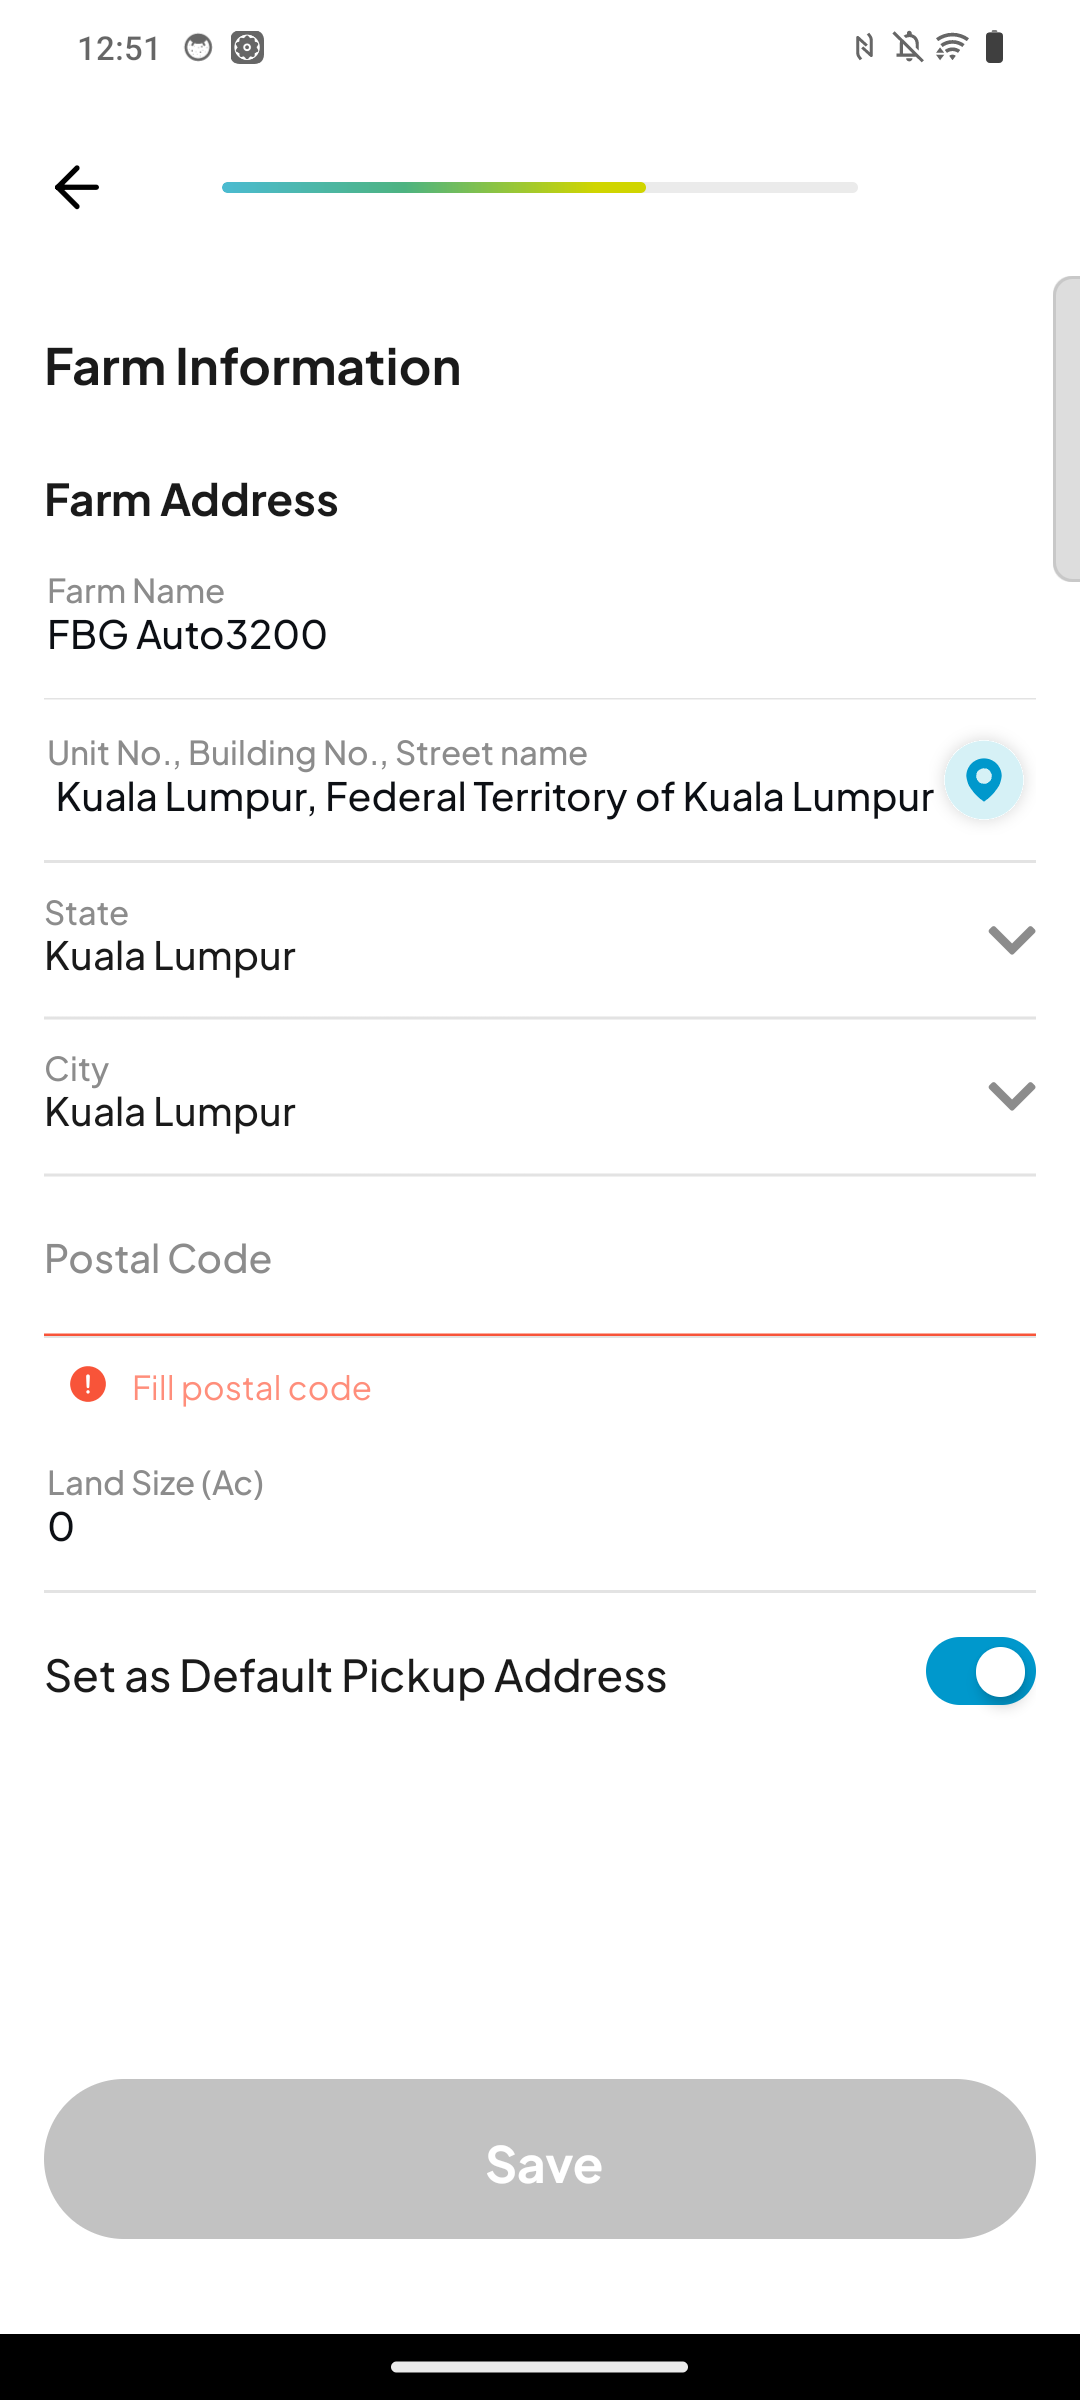 12:51
Farm Information
Farm Address
Farm Name
FBG Auto3200
Unit No., Building No., Street name
Kuala Lumpur, Federal Territory of Kuala Lumpur
State
Kuala Lumpur
City
Kuala Lumpur
Postal Code
Fill postal code
Land Size (Ac)
0
Set as Default Pickup Address
Save